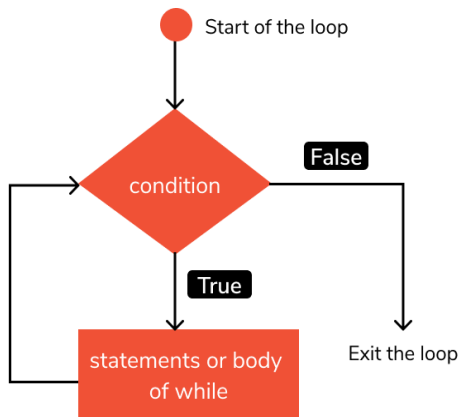 Start of the loop
condition
False
True
statements or body
of while
Exit the loop